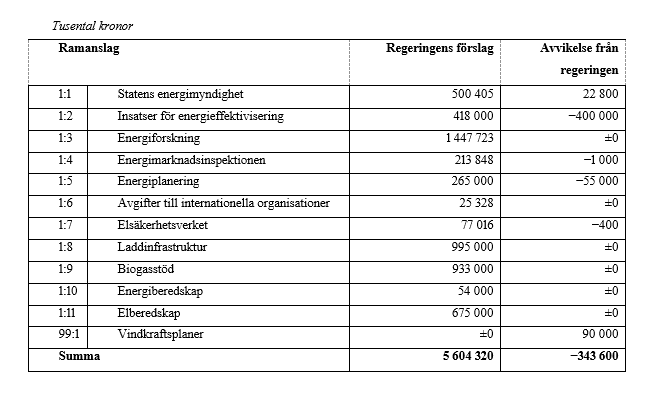 Tusental kronor
Ramanslag Regeringens förslag Avvikelse från
regeringen
1:1 Statens energimyndighet 500 405 22 800
1:2 Insatser för energieffektivisering 418 000 −400 000
1:3 Energiforskning 1 447 723 ±0
1:4 Energimarknadsinspektionen 213 848 −1 000
1:5 Energiplanering 265 000 −55 000
1:6 Avgifter till internationella organisationer 25 328 ±0
1:7 Elsäkerhetsverket 77 016 −400
1:8 Laddinfrastruktur 995 000 ±0
1:9 Biogasstöd 933 000 ±0
1:10 Energiberedskap 54 000 ±0
1:11 Elberedskap 675 000 ±0
99:1 Vindkraftsplaner ±0 90 000
Summa 5 604 320 −343 600